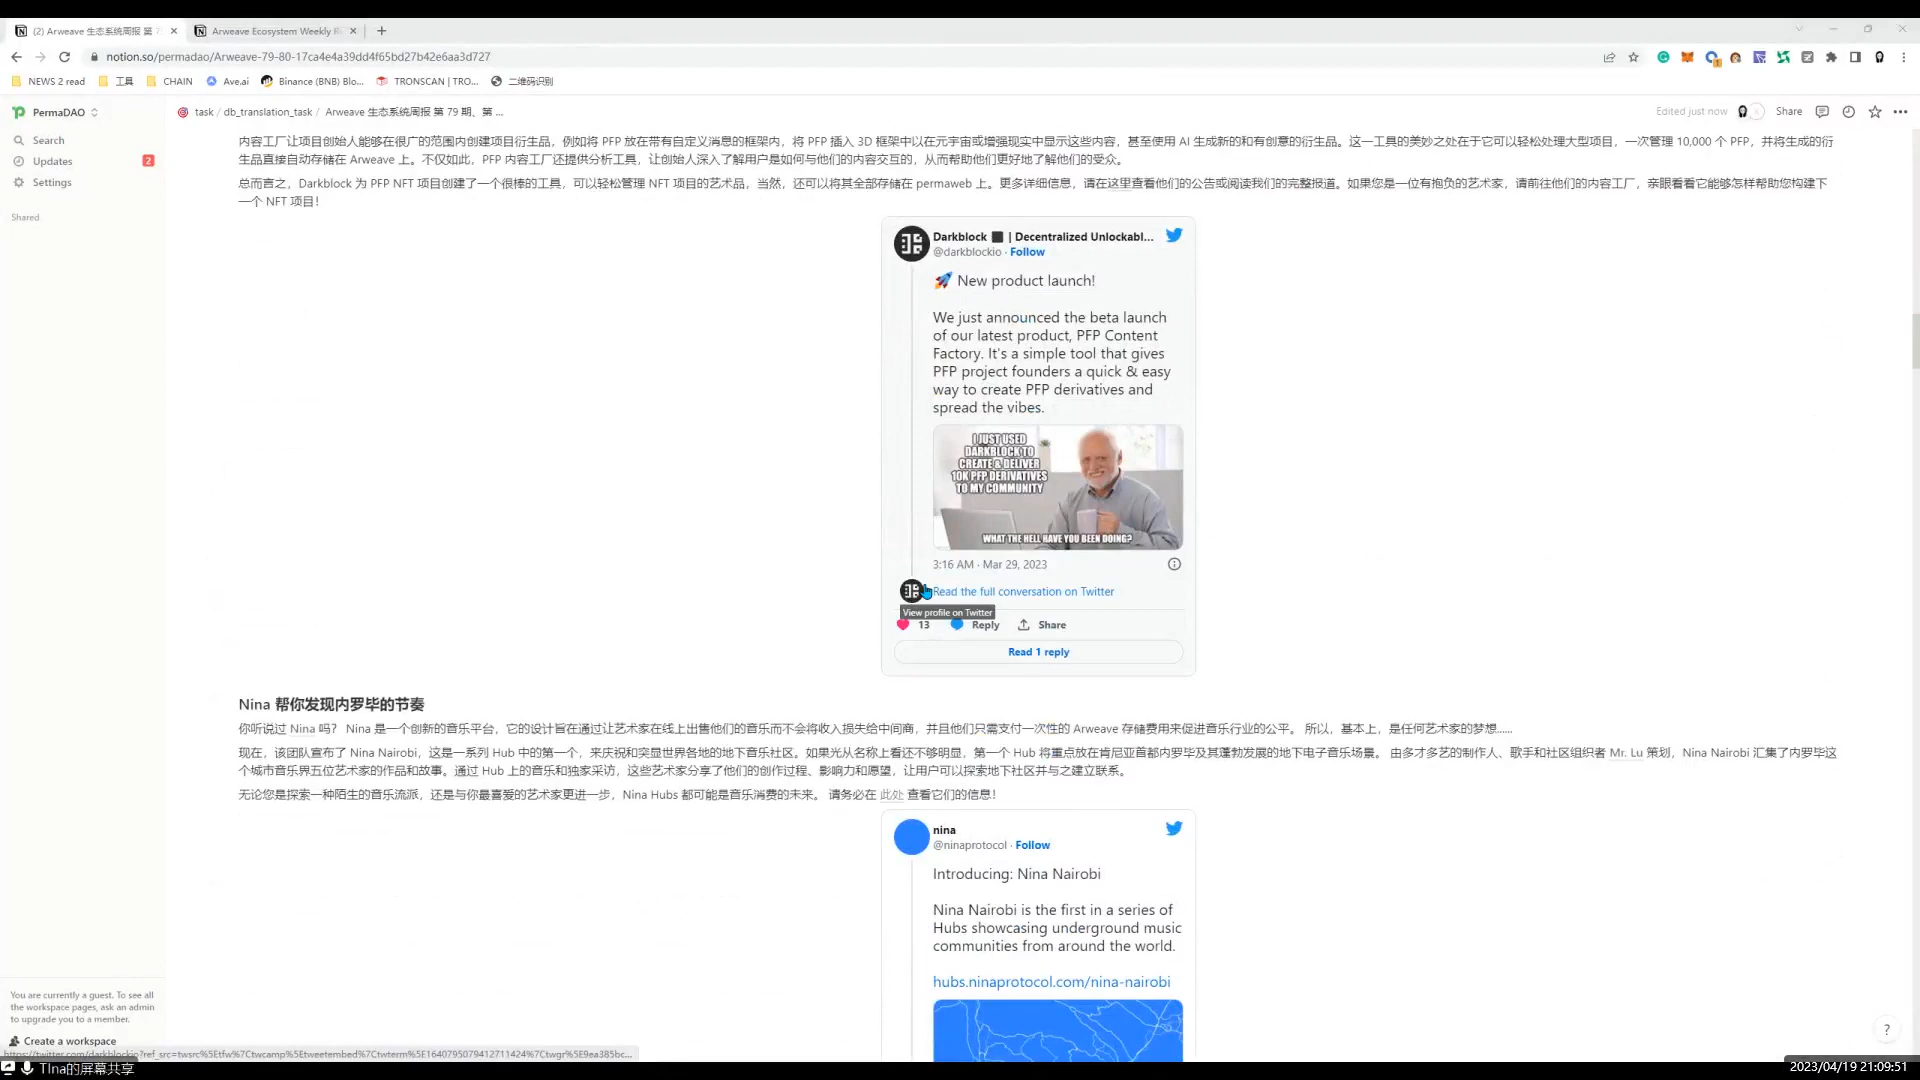 (2) Arweave 生态系统周报 第 7
Arweave Ecosystem Weekly R
notion.so/permadao/Arweave-79-80-17ca4e4a39dd4f65bd27b42e6aa3d727
NEWS 2 read
工具
CHAIN
Ave.ai
Binance (BNB) Blo...
TRONSCAN | TRO...
二维码识别
PermaDAO
task / db_translation_task / Arweave 生态系统周报 第 79 期、第 ...
Edited just now
Share
Search
Updates
2
Settings
Shared
内容工厂让项目创始人能够在很广的范围内创建项目衍生品，例如将 PFP 放在带有自定义消息的框架内，将 PFP 插入 3D 框架中以在元宇宙或增强现实中显示这些内容，甚至使用 AI 生成新的和有创意的衍生品。这一工具的美妙之处在于它可以轻松处理大型项目，一次管理 10,000 个 PFP，并将生成的衍
生品直接自动存储在 Arweave 上。不仅如此，PFP 内容工厂还提供分析工具，让创始人深入了解用户是如何与他们的内容交互的，从而帮助他们更好地了解他们的受众。
总而言之，Darkblock 为 PFP NFT 项目创建了一个很棒的工具，可以轻松管理 NFT 项目的艺术品，当然，还可以将其全部存储在 permaweb 上。更多详细信息，请在这里查看他们的公告或阅读我们的完整报道。如果您是一位有抱负的艺术家，请前往他们的内容工厂，亲眼看看它能够怎样帮助您构建下
一个 NFT 项目！
Darkblock ⬛ | Decentralized Unlockabl...
@darkblockio · Follow
🚀 New product launch!
We just announced the beta launch
of our latest product, PFP Content
Factory. It's a simple tool that gives
PFP project founders a quick & easy
way to create PFP derivatives and
spread the vibes.
I JUST USED
DARKBLOCK TO
CREATE & DELIVER
10K PFP DERIVATIVES
TO MY COMMUNITY
WHAT THE HELL HAVE YOU BEEN DOING?
3:16 AM · Mar 29, 2023
Read the full conversation on Twitter
View profile on Twitter
13
Reply
Share
Read 1 reply
Nina 帮你发现内罗毕的节奏
你听说过 Nina 吗？ Nina 是一个创新的音乐平台，它的设计旨在通过让艺术家在线上出售他们的音乐而不会将收入损失给中间商，并且他们只需支付一次性的 Arweave 存储费用来促进音乐行业的公平。 所以，基本上，是任何艺术家的梦想......
现在，该团队宣布了 Nina Nairobi，这是一系列 Hub 中的第一个，来庆祝和突显世界各地的地下音乐社区。如果光从名称上看还不够明显，第一个 Hub 将重点放在肯尼亚首都内罗毕及其蓬勃发展的地下电子音乐场景。 由多才多艺的制作人、歌手和社区组织者 Mr. Lu 策划，Nina Nairobi 汇集了内罗毕这
个城市音乐界五位艺术家的作品和故事。通过 Hub 上的音乐和独家采访，这些艺术家分享了他们的创作过程、影响力和愿望，让用户可以探索地下社区并与之建立联系。
无论您是探索一种陌生的音乐流派，还是与你最喜爱的艺术家更进一步，Nina Hubs 都可能是音乐消费的未来。 请务必在 此处 查看它们的信息！
nina
@ninaprotocol · Follow
Introducing: Nina Nairobi
Nina Nairobi is the first in a series of
Hubs showcasing underground music
communities from around the world.
hubs.ninaprotocol.com/nina-nairobi
You are currently a guest. To see all
the workspace pages, ask an admin
to upgrade you to a member.
Create a workspace
https://twitter.com/darkblockio?ref_src=twsrc%5Etfw%7Ctwcamp%5Etweetembed%7Ctwterm%5E1640795079412711424%7Ctwgr%5E9ea385bc...
TIna的屏幕共享
?
2023/04/19 21:09:51